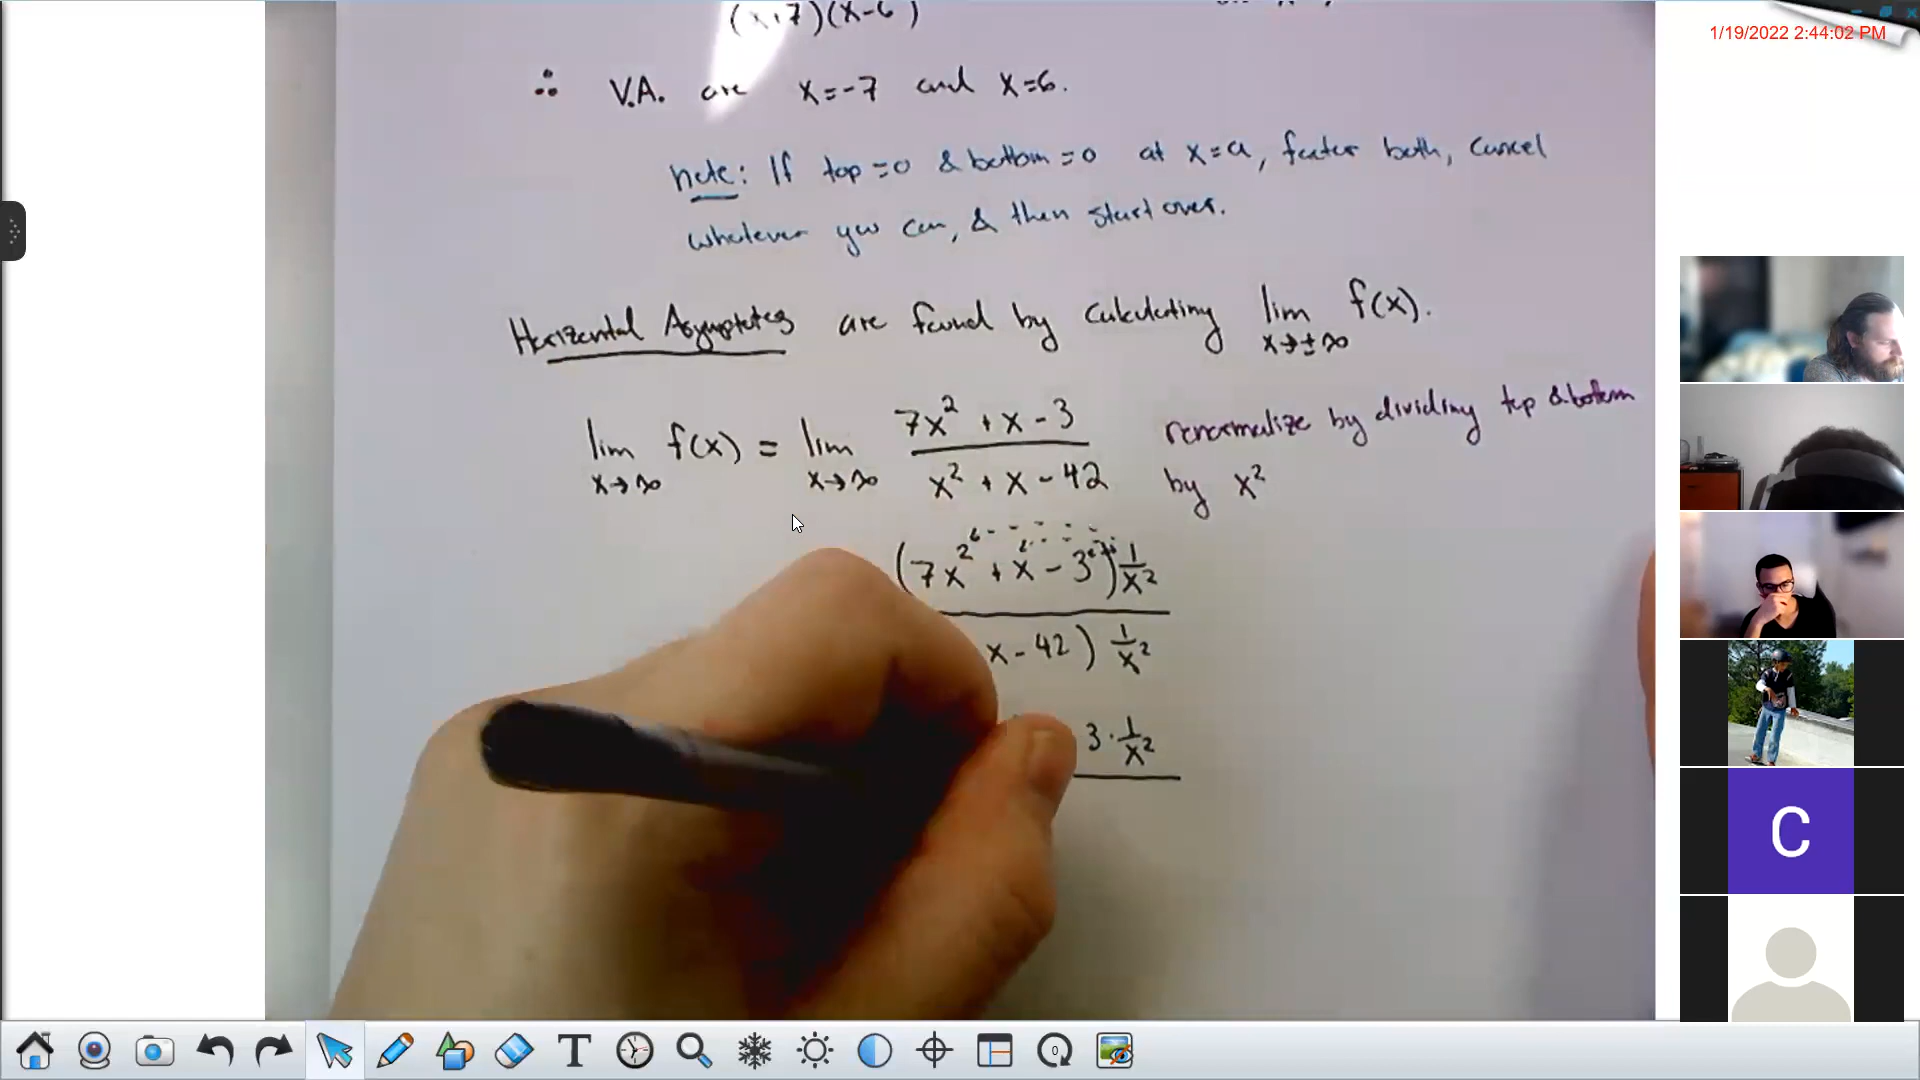 1/19/2022 2:44:02 PM
(x+7)(x-6)
∴ V.A. are x=-7 and x=6.
note: If top=0 & bottom=0 at x=a, factor both, cancel
whatever you can, & then start over.
Horizontal Asymptotes are found by calculating lim f(x).
x→±∞
lim f(x) = lim 7x² + x - 3 / x² + x - 42 renormalize by dividing top & bottom
x→∞ x→∞ by x²
(7x² + x - 3) 1/x²
x - 42) 1/x²
3 · 1/x²
C
T
0